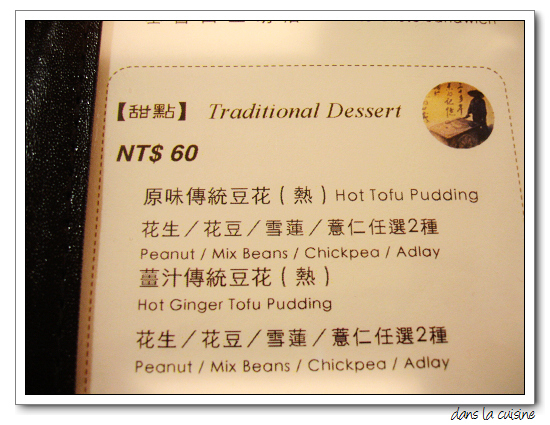 【甜點】 Traditional Dessert
NT$ 60
原味傳統豆花(熱) Hot Tofu Pudding
花生／花豆／雪蓮／薏仁任選2種
Peanut / Mix Beans / Chickpea / Adlay
薑汁傳統豆花(熱)
Hot Ginger Tofu Pudding
花生／花豆／雪蓮／薏仁任選2種
Peanut / Mix Beans / Chickpea / Adlay
dans la cuisine